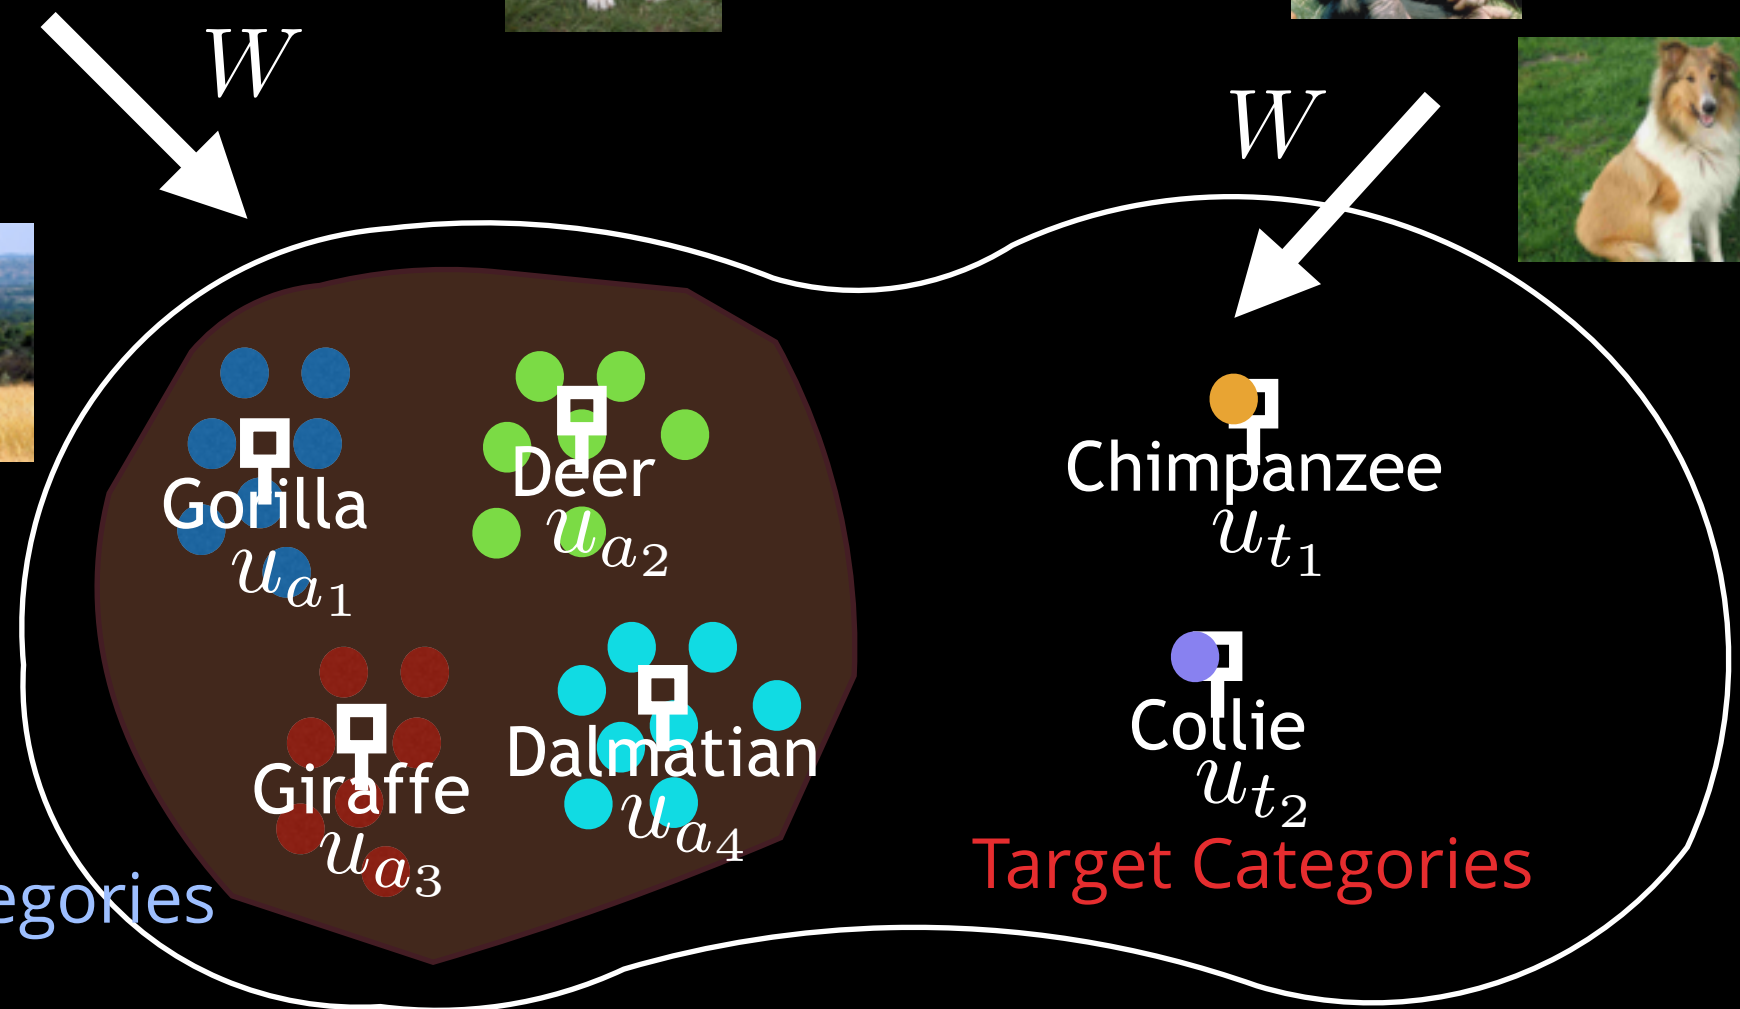 W
W
Gorilla
u_{a_1}
Deer
u_{a_2}
Chimpanzee
u_{t_1}
Giraffe
u_{a_3}
Dalmatian
u_{a_4}
Collie
u_{t_2}
Target Categories
egories